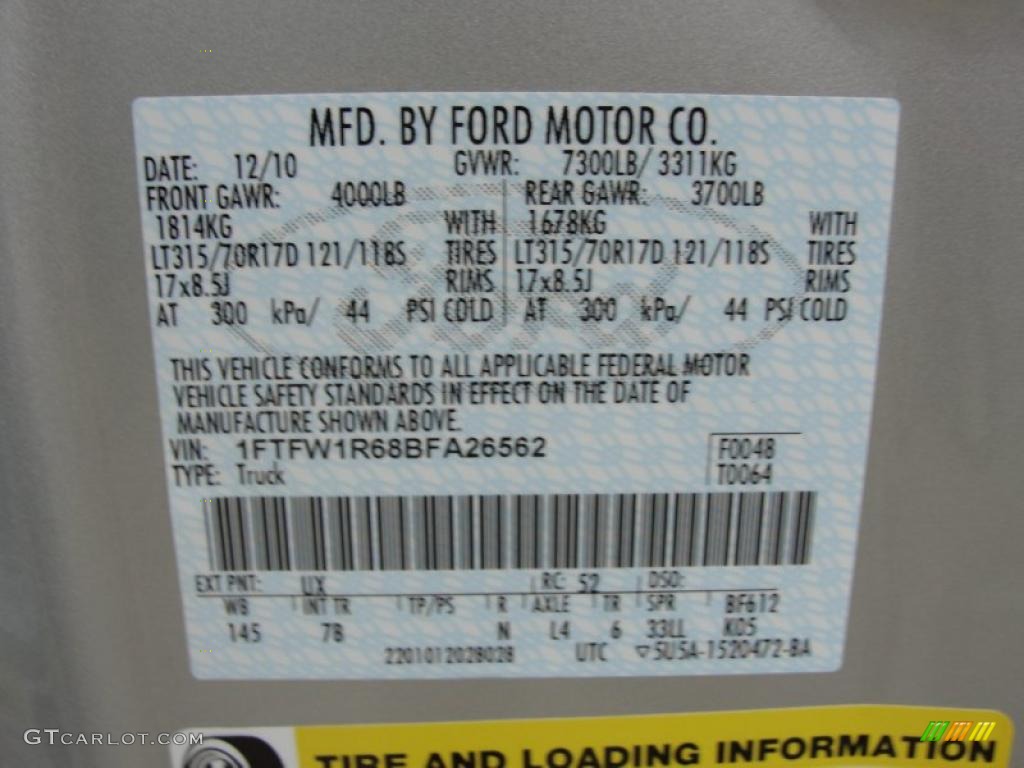 MFD. BY FORD MOTOR CO.
DATE: 12/10 GVWR: 7300LB/ 3311KG
FRONT GAWR: 4000LB REAR GAWR: 3700LB
1814KG WITH 1678KG WITH
LT315/70R17D 121/118S TIRES LT315/70R17D 121/118S TIRES
17x8.5J RIMS 17x8.5J RIMS
AT 300 kPa/ 44 PSI COLD AT 300 kPa/ 44 PSI COLD
THIS VEHICLE CONFORMS TO ALL APPLICABLE FEDERAL MOTOR
VEHICLE SAFETY STANDARDS IN EFFECT ON THE DATE OF
MANUFACTURE SHOWN ABOVE.
VIN: 1FTFW1R68BFA26562 F0048
TYPE: Truck T0064
EXT PNT: UX RC: 52 DSO:
WB INT TR TP/PS R AXLE TR SPR BF612
145 7B N L4 6 33LL K05
2201012028028 UTC ▽5U5A-1520472-BA
GTCARLOT.COM
TIRE AND LOADING INFORMATION